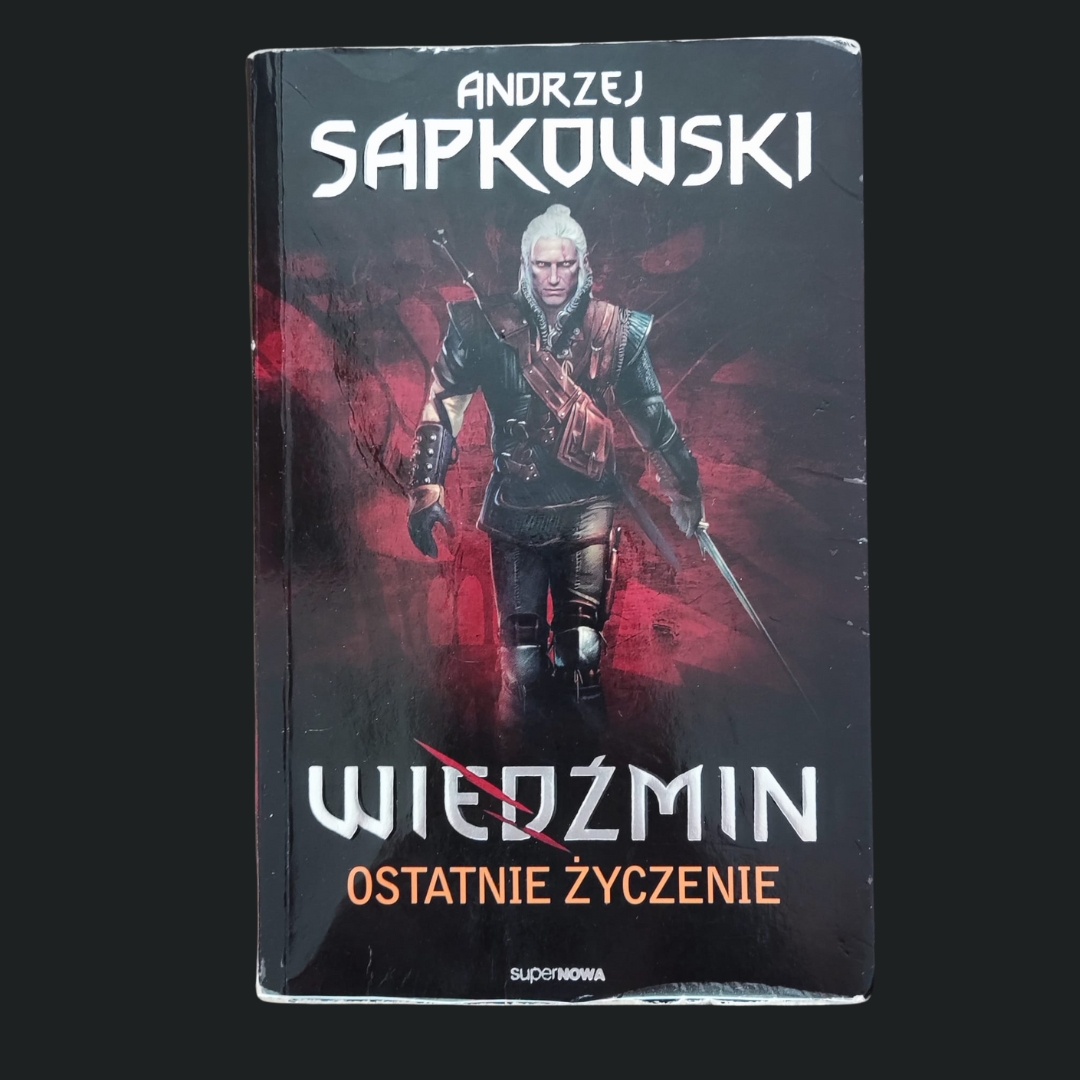 ANDRZEJ
SAPKOWSKI
WIEDŹMIN
OSTATNIE ŻYCZENIE
superNOWA